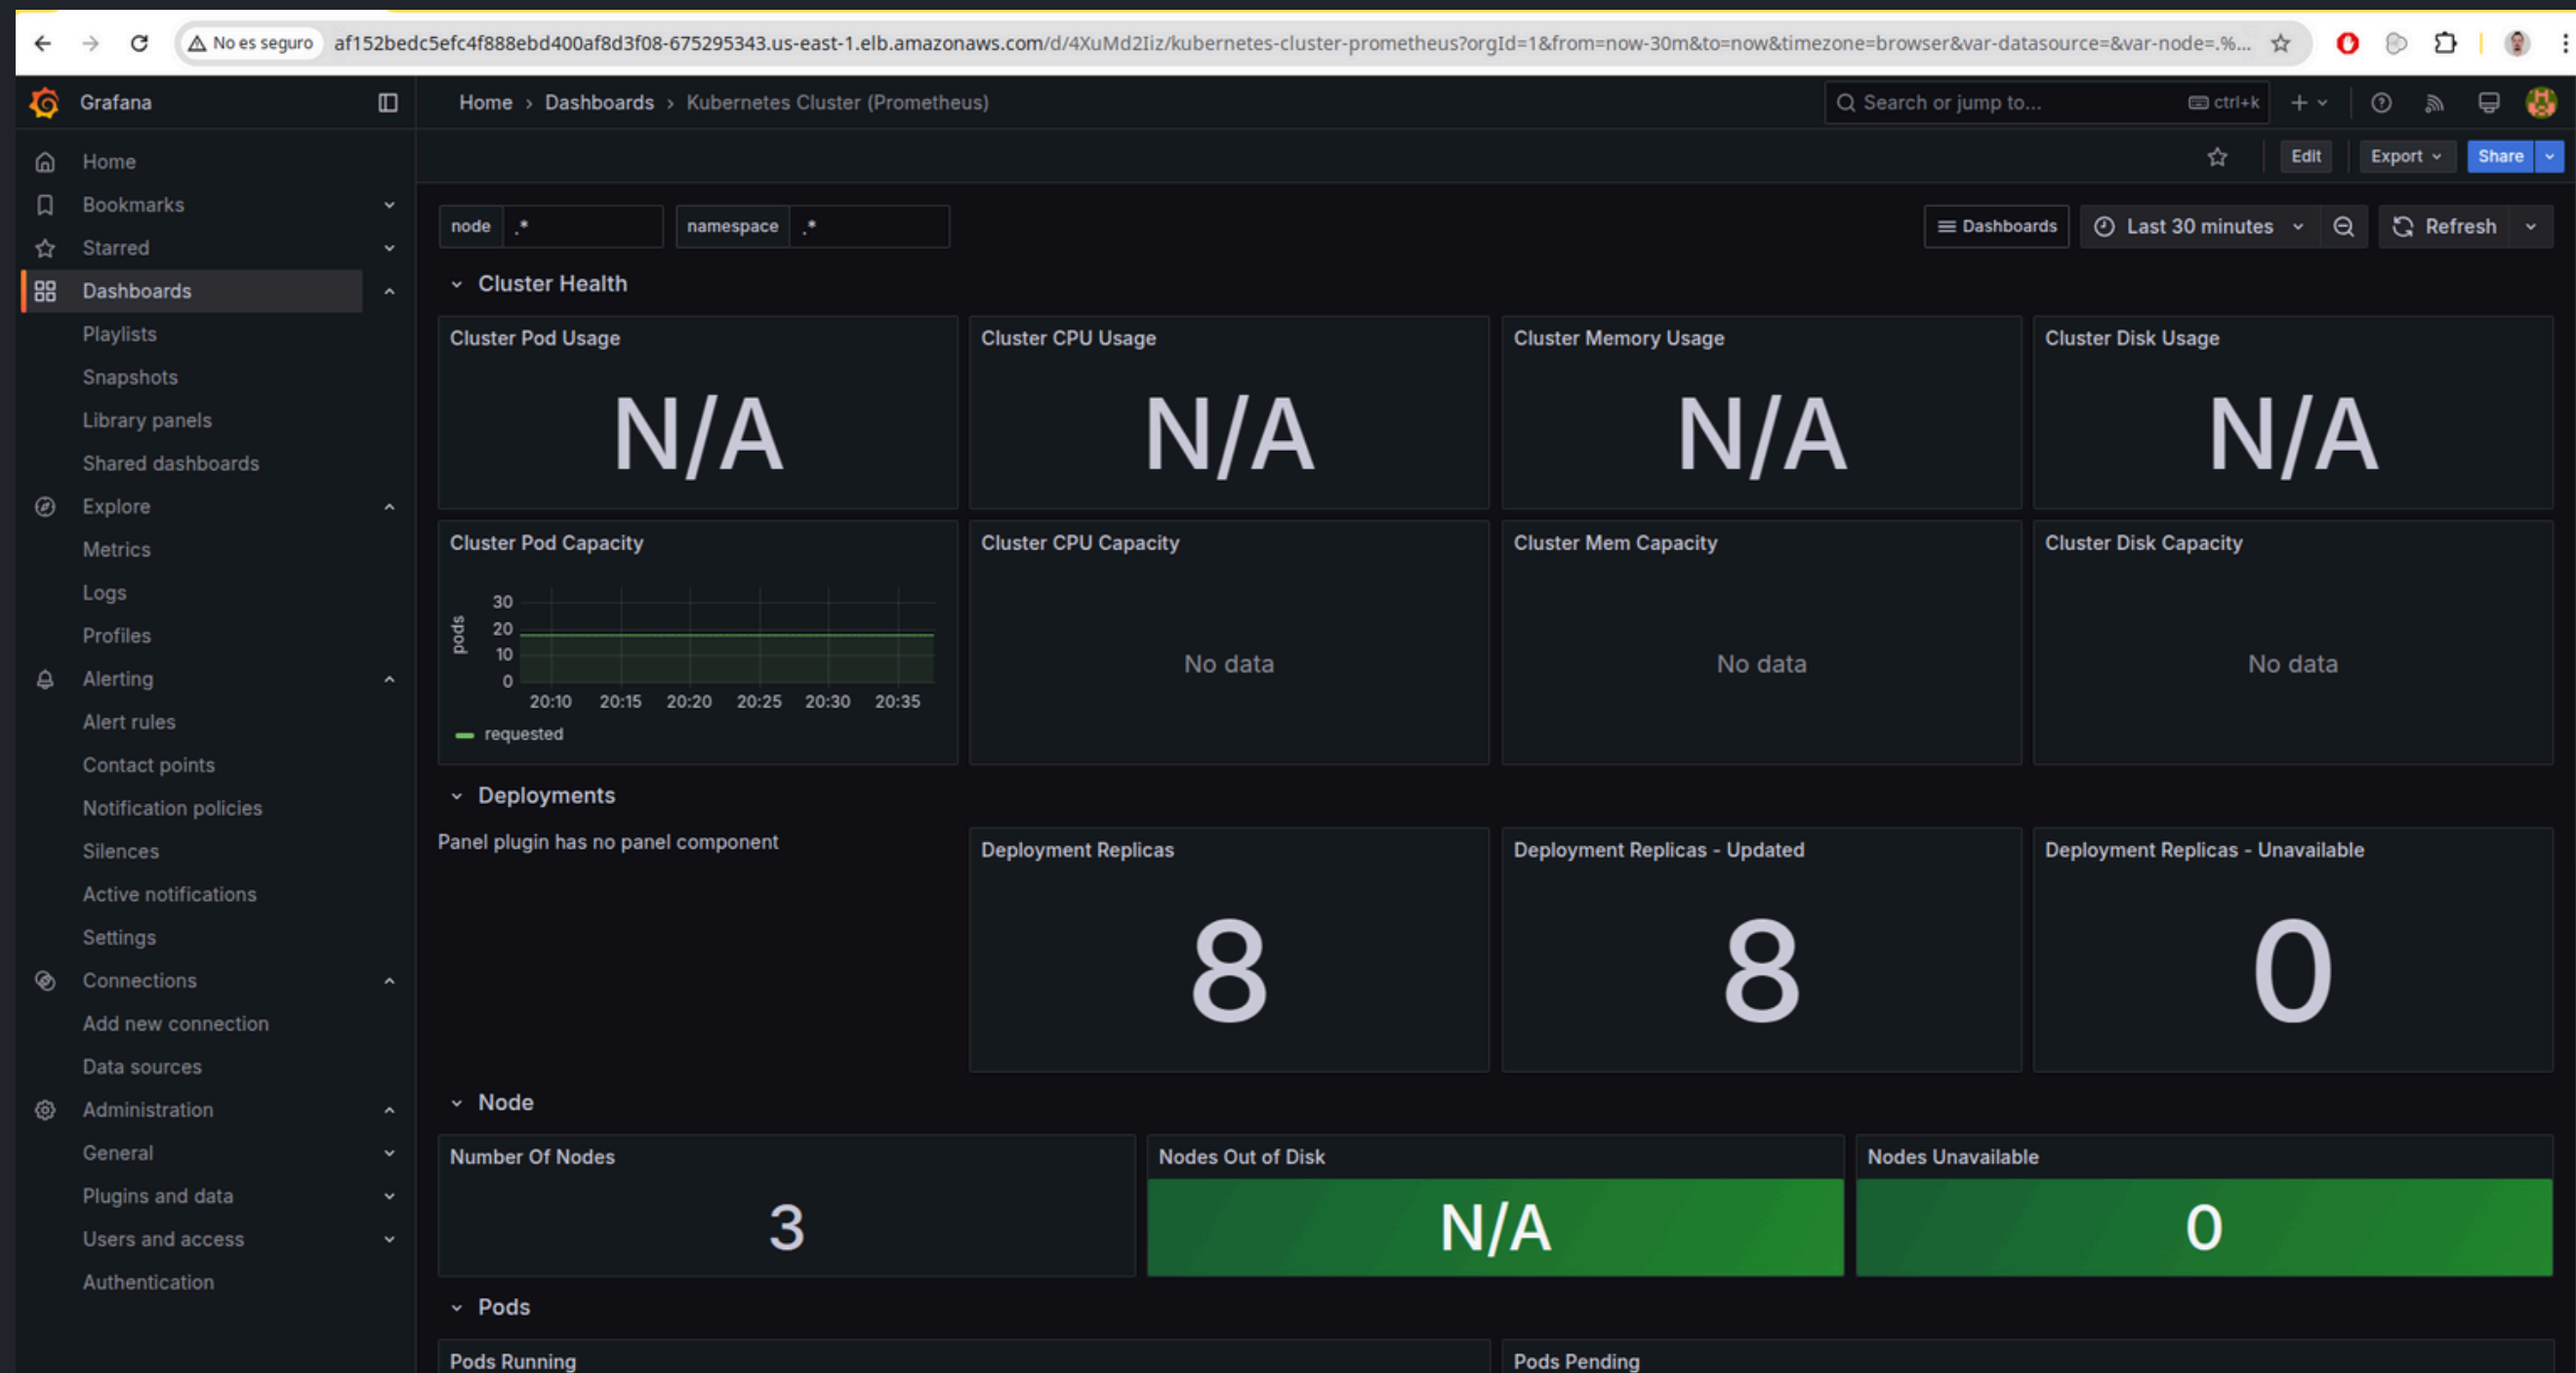 No es seguro af152bedc5efc4f888ebd400af8d3f08-675295343.us-east-1.elb.amazonaws.com/d/4XuMd2Iiz/kubernetes-cluster-prometheus?orgId=1&from=now-30m&to=now&timezone=browser&var-datasource=&var-node=.%...
Grafana
Home › Dashboards › Kubernetes Cluster (Prometheus)
Search or jump to... ctrl+k
Edit Export Share
Home
Bookmarks
Starred
Dashboards
Playlists
Snapshots
Library panels
Shared dashboards
Explore
Metrics
Logs
Profiles
Alerting
Alert rules
Contact points
Notification policies
Silences
Active notifications
Settings
Connections
Add new connection
Data sources
Administration
General
Plugins and data
Users and access
Authentication
node .* namespace .*
Dashboards Last 30 minutes Refresh
Cluster Health
Cluster Pod Usage
N/A
Cluster CPU Usage
N/A
Cluster Memory Usage
N/A
Cluster Disk Usage
N/A
Cluster Pod Capacity
pods
30
20
10
0
20:10 20:15 20:20 20:25 20:30 20:35
requested
Cluster CPU Capacity
No data
Cluster Mem Capacity
No data
Cluster Disk Capacity
No data
Deployments
Panel plugin has no panel component
Deployment Replicas
8
Deployment Replicas - Updated
8
Deployment Replicas - Unavailable
0
Node
Number Of Nodes
3
Nodes Out of Disk
N/A
Nodes Unavailable
0
Pods
Pods Running
Pods Pending